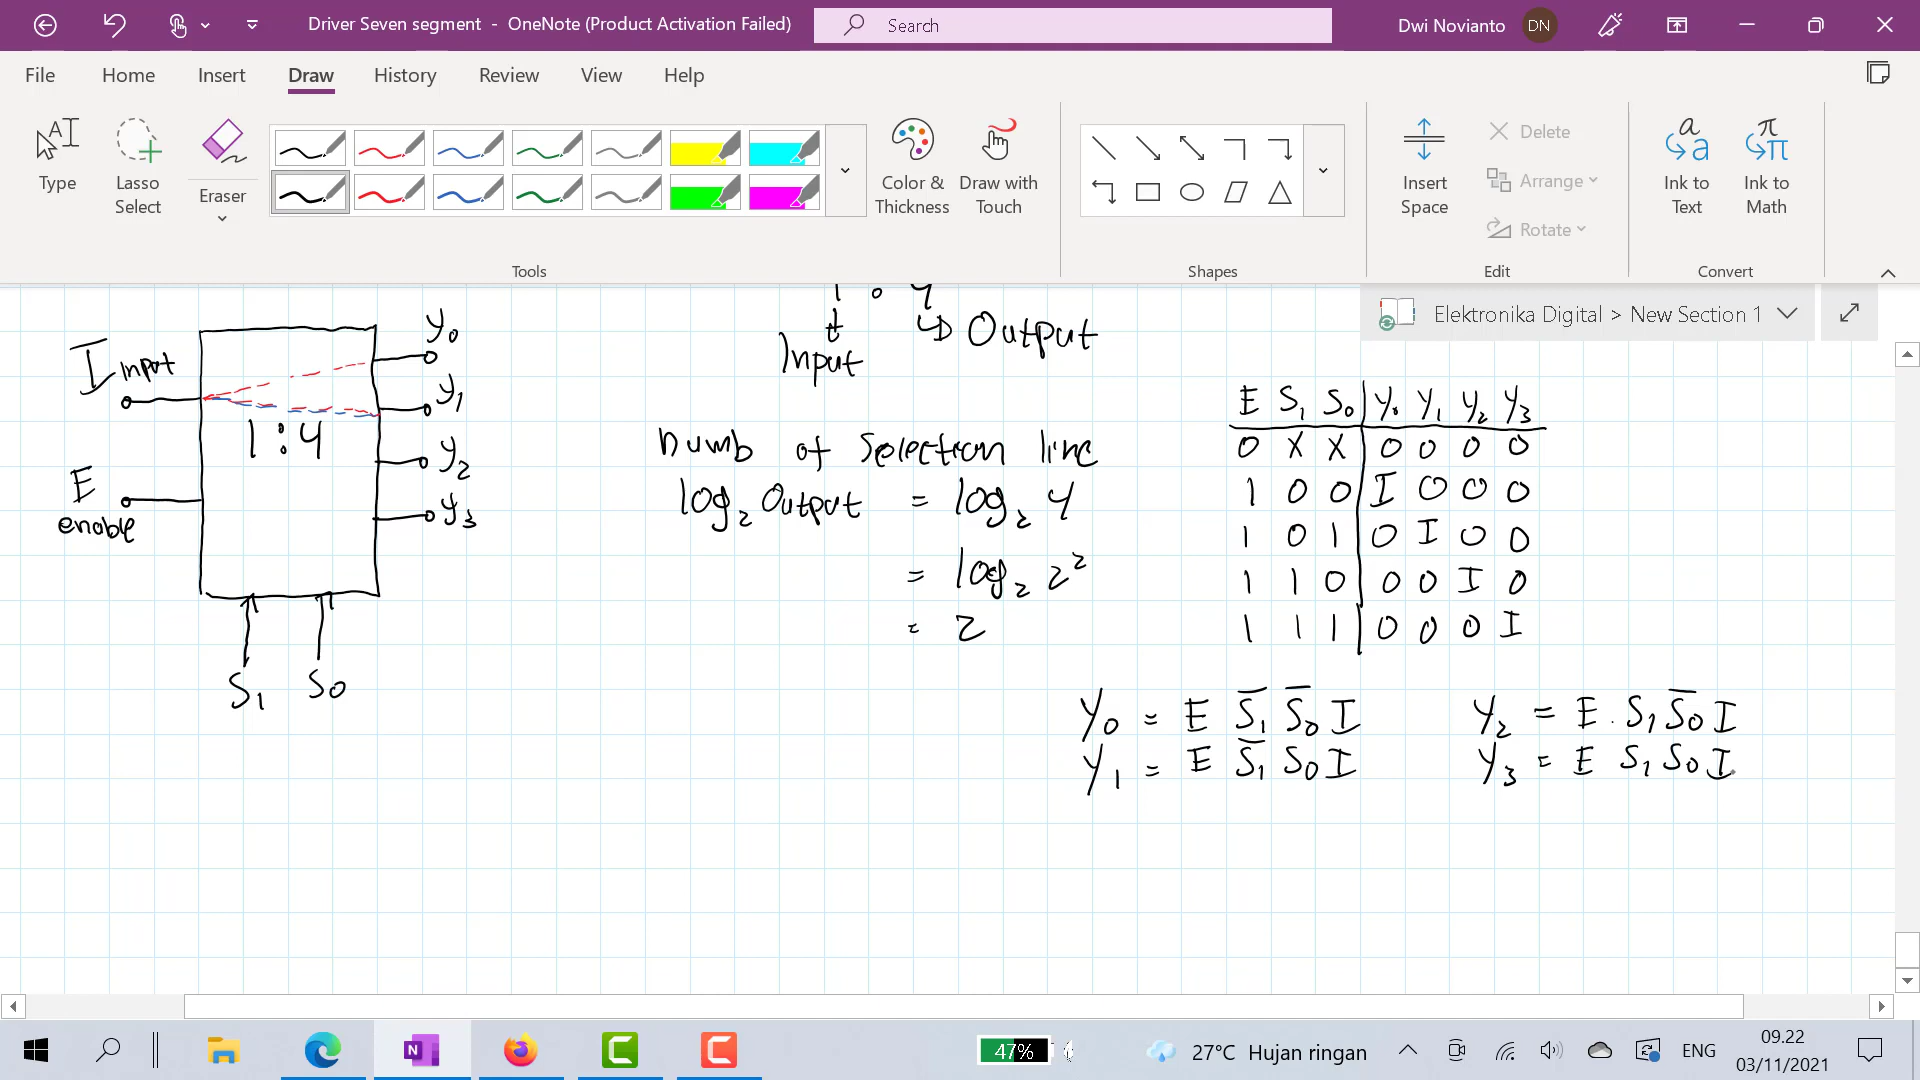 Driver Seven segment - OneNote (Product Activation Failed)
Search
Dwi Novianto
DN
File Home Insert Draw History Review View Help
Type
Lasso Select
Eraser
Color & Thickness
Draw with Touch
Insert Space
Delete
Arrange
Rotate
Ink to Text
Ink to Math
Tools
Shapes
Edit
Convert
Elektronika Digital > New Section 1
I Input
E enable
1 : 4
Y0
Y1
Y2
Y3
S1 S0
1 : 4
Input
Output
Numb of selection line
log2 Output = log2 4
= log2 2²
= 2
E S1 S0 Y0 Y1 Y2 Y3
0 X X 0 0 0 0
1 0 0 I 0 0 0
1 0 1 0 I 0 0
1 1 0 0 0 I 0
1 1 1 0 0 0 I
Y0 = E S̅1 S̅0 I
Y1 = E S̅1 S0 I
Y2 = E . S1 S̅0 I
Y3 = E S1 S0 I
47%
27°C Hujan ringan
ENG
09.22
03/11/2021